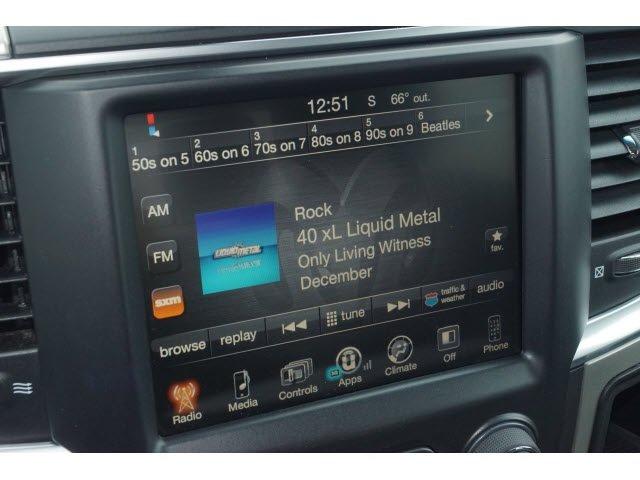 12:51 S 66° out.
1 2 3 4 5 6
50s on 5 60s on 6 70s on 7 80s on 8 90s on 9 Beatles
AM
FM
sxm
LIQUID METAL
Rock
40 xL Liquid Metal
Only Living Witness
December
fav.
browse replay tune traffic & weather audio
Radio Media Controls Apps Climate Off Phone